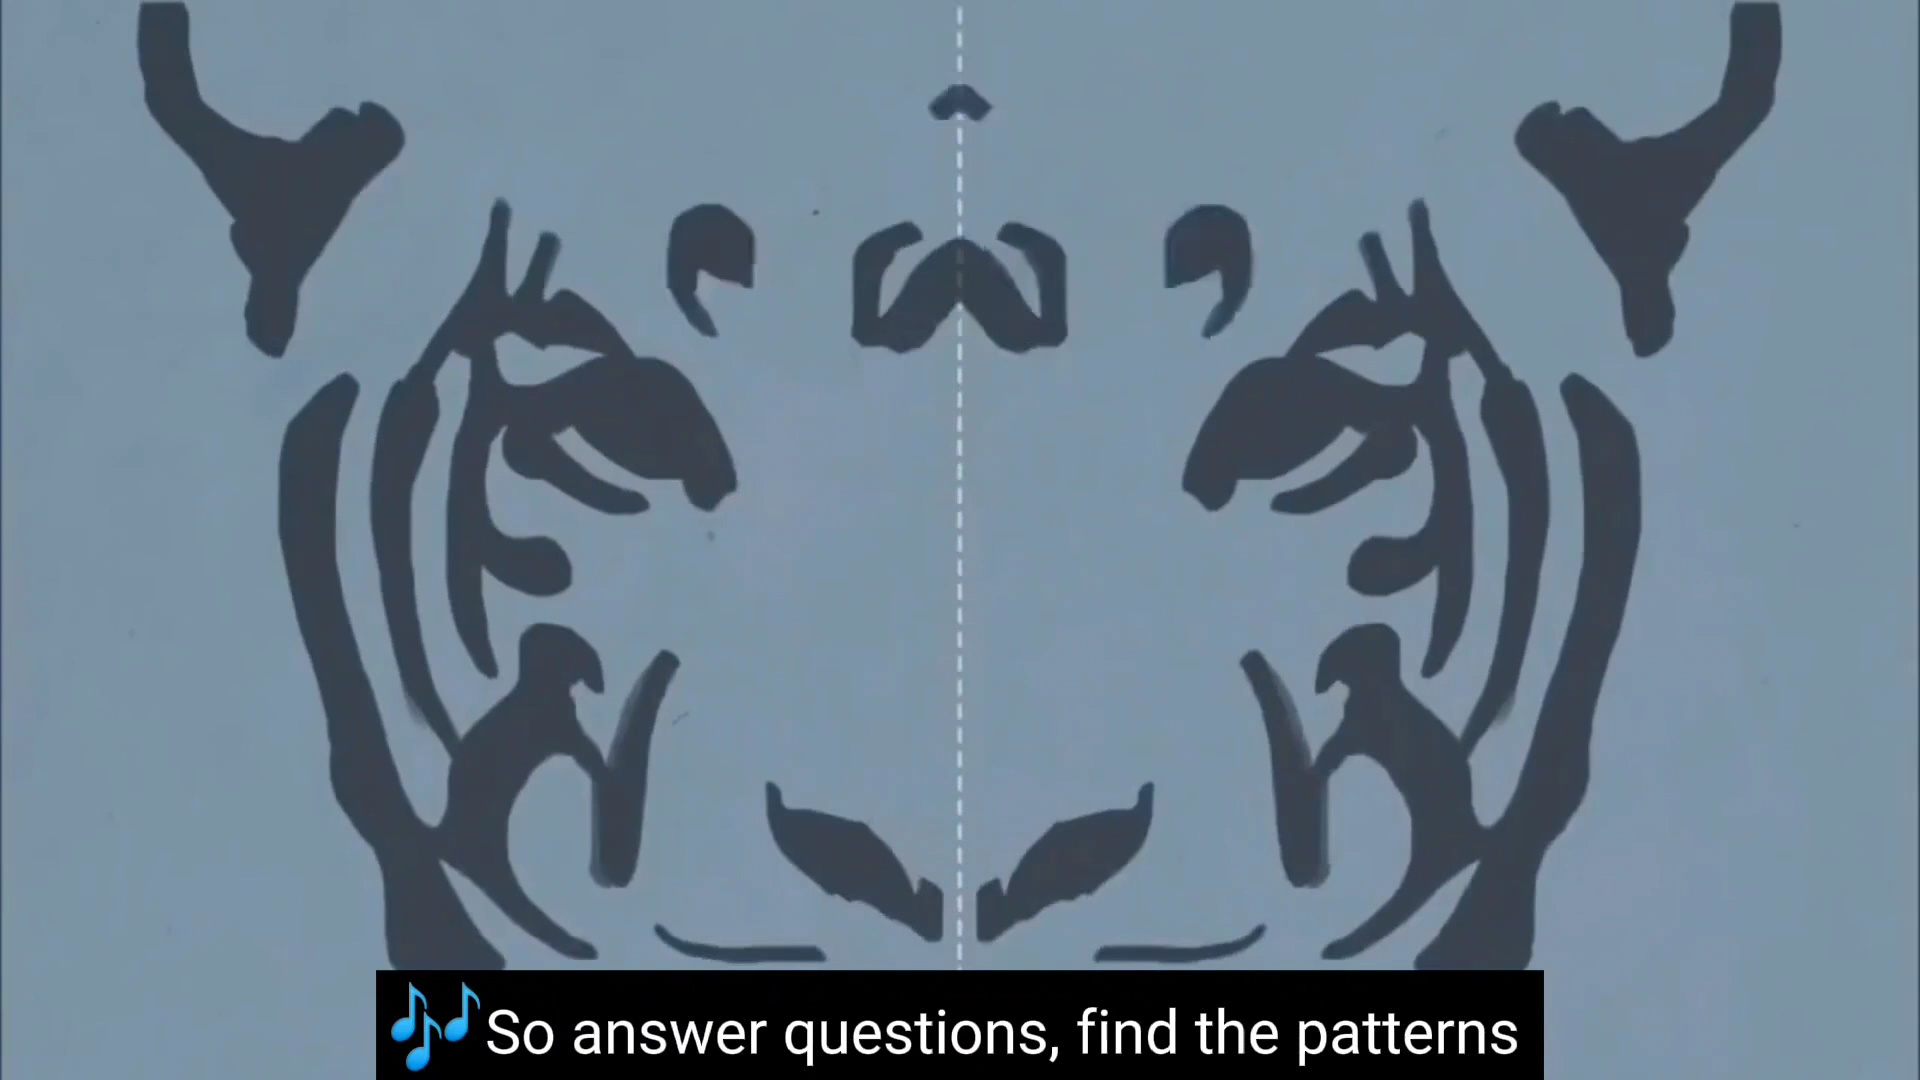 🎶So answer questions, find the patterns